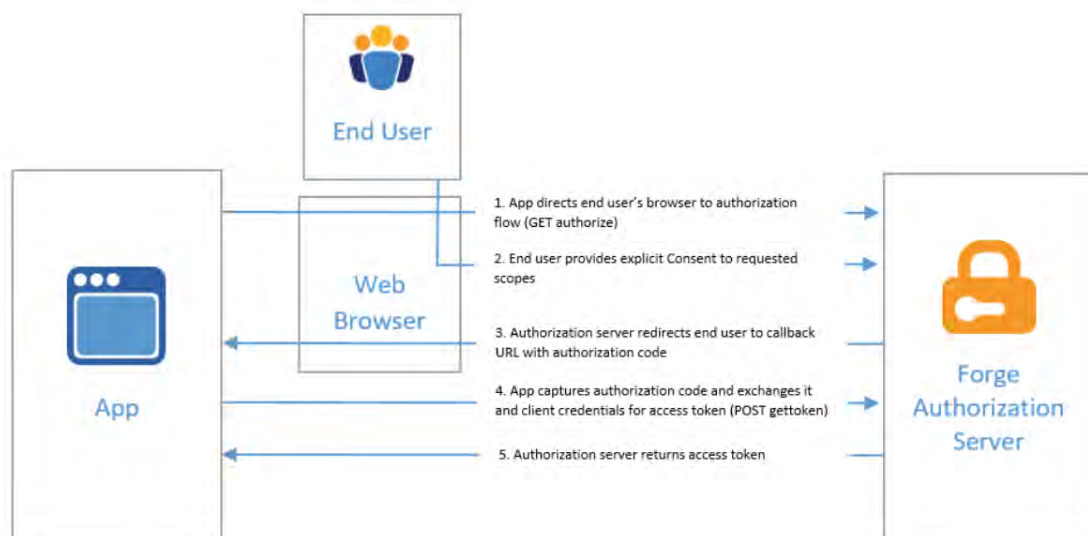 End User
1. App directs end user's browser to authorization
flow (GET authorize)
2. End user provides explicit Consent to requested
scopes
Web
Browser
3. Authorization server redirects end user to callback
URL with authorization code
4. App captures authorization code and exchanges it
and client credentials for access token (POST gettoken)
5. Authorization server returns access token
App
Forge
Authorization
Server